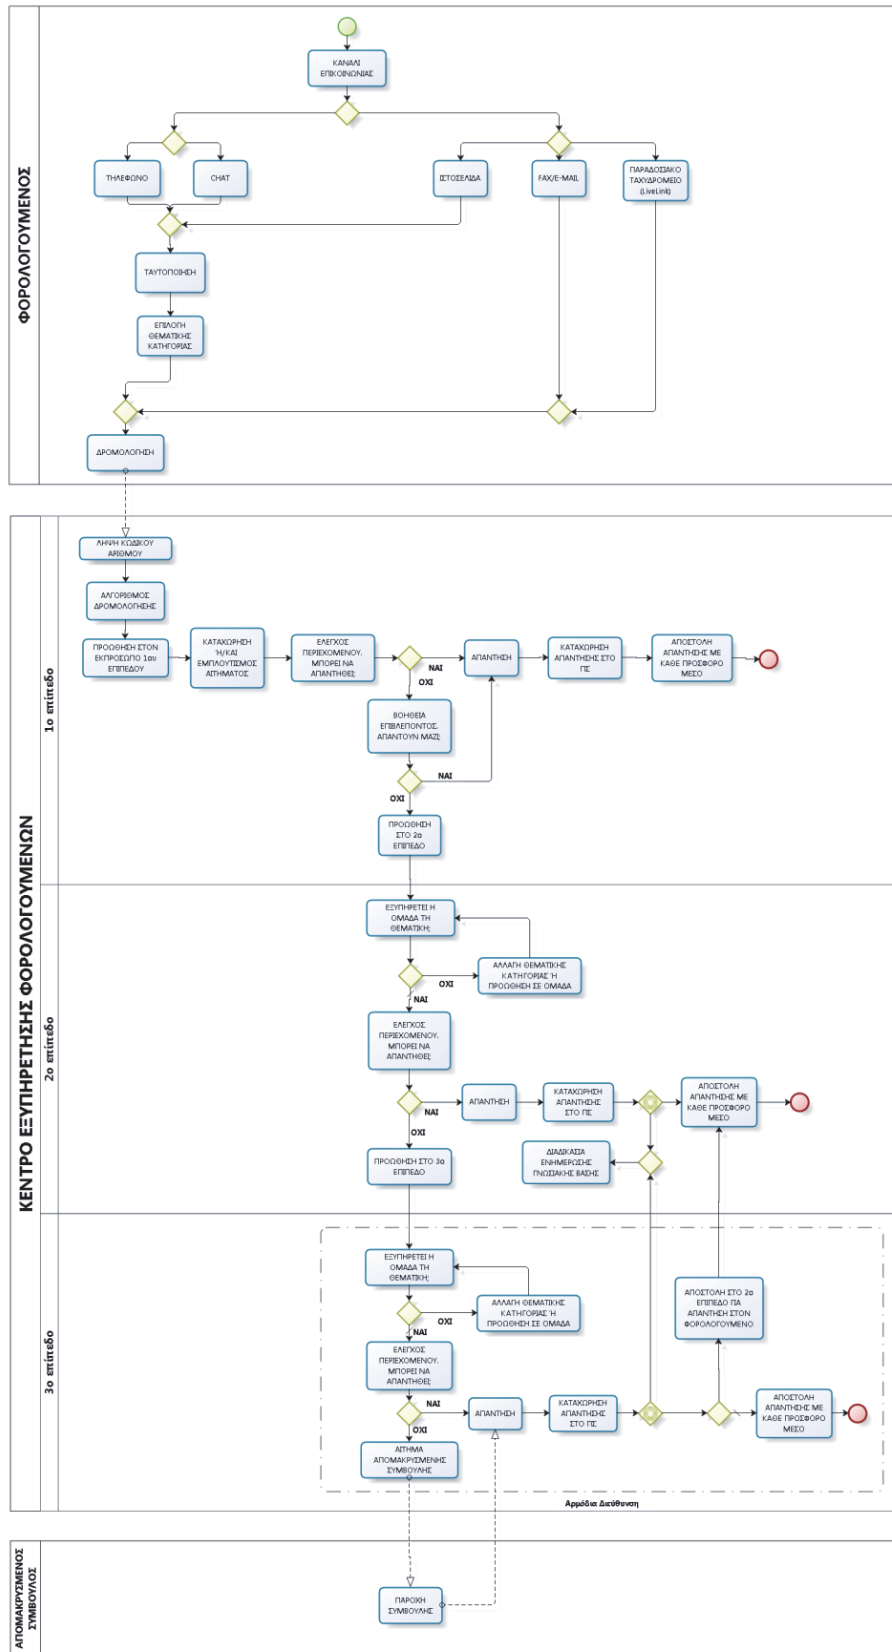 ΦΟΡΟΛΟΓΟΥΜΕΝΟΣ
ΚΑΝΑΛΙ
ΕΠΙΚΟΙΝΩΝΙΑΣ
ΤΗΛΕΦΩΝΟ
CHAT
ΙΣΤΟΣΕΛΙΔΑ
FAX/E-MAIL
ΠΑΡΑΔΟΣΙΑΚΟ
ΤΑΧΥΔΡΟΜΕΙΟ
(LiveLink)
ΤΑΥΤΟΠΟΙΗΣΗ
ΕΠΙΛΟΓΗ
ΘΕΜΑΤΙΚΗΣ
ΚΑΤΗΓΟΡΙΑΣ
ΔΡΟΜΟΛΟΓΗΣΗ
ΚΕΝΤΡΟ ΕΞΥΠΗΡΕΤΗΣΗΣ ΦΟΡΟΛΟΓΟΥΜΕΝΩΝ
1ο επίπεδο
ΛΗΨΗ ΚΩΔΙΚΟΥ
ΑΡΙΘΜΟΥ
ΑΛΓΟΡΙΘΜΟΣ
ΔΡΟΜΟΛΟΓΗΣΗΣ
ΠΡΟΩΘΗΣΗ ΣΤΟΝ
ΕΚΠΡΟΣΩΠΟ 1ου
ΕΠΙΠΕΔΟΥ
ΚΑΤΑΧΩΡΗΣΗ
Ή/ΚΑΙ
ΕΜΠΛΟΥΤΙΣΜΟΣ
ΑΙΤΗΜΑΤΟΣ
ΕΛΕΓΧΟΣ
ΠΕΡΙΕΧΟΜΕΝΟΥ.
ΜΠΟΡΕΙ ΝΑ
ΑΠΑΝΤΗΘΕΙ;
ΝΑΙ
ΟΧΙ
ΑΠΑΝΤΗΣΗ
ΚΑΤΑΧΩΡΗΣΗ
ΑΠΑΝΤΗΣΗΣ ΣΤΟ
ΠΣ
ΑΠΟΣΤΟΛΗ
ΑΠΑΝΤΗΣΗΣ ΜΕ
ΚΑΘΕ ΠΡΟΣΦΟΡΟ
ΜΕΣΟ
ΒΟΗΘΕΙΑ
ΕΠΙΒΛΕΠΟΝΤΟΣ.
ΑΠΑΝΤΟΥΝ ΜΑΖΙ;
ΝΑΙ
ΟΧΙ
ΠΡΟΩΘΗΣΗ
ΣΤΟ 2ο
ΕΠΙΠΕΔΟ
2ο επίπεδο
ΕΞΥΠΗΡΕΤΕΙ Η
ΟΜΑΔΑ ΤΗ
ΘΕΜΑΤΙΚΗ;
ΟΧΙ
ΑΛΛΑΓΗ ΘΕΜΑΤΙΚΗΣ
ΚΑΤΗΓΟΡΙΑΣ Ή
ΠΡΟΩΘΗΣΗ ΣΕ ΟΜΑΔΑ
ΝΑΙ
ΕΛΕΓΧΟΣ
ΠΕΡΙΕΧΟΜΕΝΟΥ.
ΜΠΟΡΕΙ ΝΑ
ΑΠΑΝΤΗΘΕΙ;
ΝΑΙ
ΟΧΙ
ΑΠΑΝΤΗΣΗ
ΚΑΤΑΧΩΡΗΣΗ
ΑΠΑΝΤΗΣΗΣ
ΣΤΟ ΠΣ
ΑΠΟΣΤΟΛΗ
ΑΠΑΝΤΗΣΗΣ ΜΕ
ΚΑΘΕ ΠΡΟΣΦΟΡΟ
ΜΕΣΟ
ΔΙΑΔΙΚΑΣΙΑ
ΕΝΗΜΕΡΩΣΗΣ
ΓΝΩΣΙΑΚΗΣ ΒΑΣΗΣ
ΠΡΟΩΘΗΣΗ ΣΤΟ 3ο
ΕΠΙΠΕΔΟ
3ο επίπεδο
ΕΞΥΠΗΡΕΤΕΙ Η
ΟΜΑΔΑ ΤΗ
ΘΕΜΑΤΙΚΗ;
ΟΧΙ
ΑΛΛΑΓΗ ΘΕΜΑΤΙΚΗΣ
ΚΑΤΗΓΟΡΙΑΣ Ή
ΠΡΟΩΘΗΣΗ ΣΕ ΟΜΑΔΑ
ΝΑΙ
ΑΠΟΣΤΟΛΗ ΣΤΟ 2ο
ΕΠΙΠΕΔΟ ΓΙΑ
ΑΠΑΝΤΗΣΗ ΣΤΟΝ
ΦΟΡΟΛΟΓΟΥΜΕΝΟ
ΕΛΕΓΧΟΣ
ΠΕΡΙΕΧΟΜΕΝΟΥ.
ΜΠΟΡΕΙ ΝΑ
ΑΠΑΝΤΗΘΕΙ;
ΝΑΙ
ΟΧΙ
ΑΠΑΝΤΗΣΗ
ΚΑΤΑΧΩΡΗΣΗ
ΑΠΑΝΤΗΣΗΣ
ΣΤΟ ΠΣ
ΑΠΟΣΤΟΛΗ
ΑΠΑΝΤΗΣΗΣ ΜΕ
ΚΑΘΕ ΠΡΟΣΦΟΡΟ
ΜΕΣΟ
ΑΙΤΗΜΑ
ΑΠΟΜΑΚΡΥΣΜΕΝΗΣ
ΣΥΜΒΟΥΛΗΣ
Αρμόδια Διεύθυνση
ΑΠΟΜΑΚΡΥΣΜΕΝΟΣ
ΣΥΜΒΟΥΛΟΣ
ΠΑΡΟΧΗ
ΣΥΜΒΟΥΛΗΣ